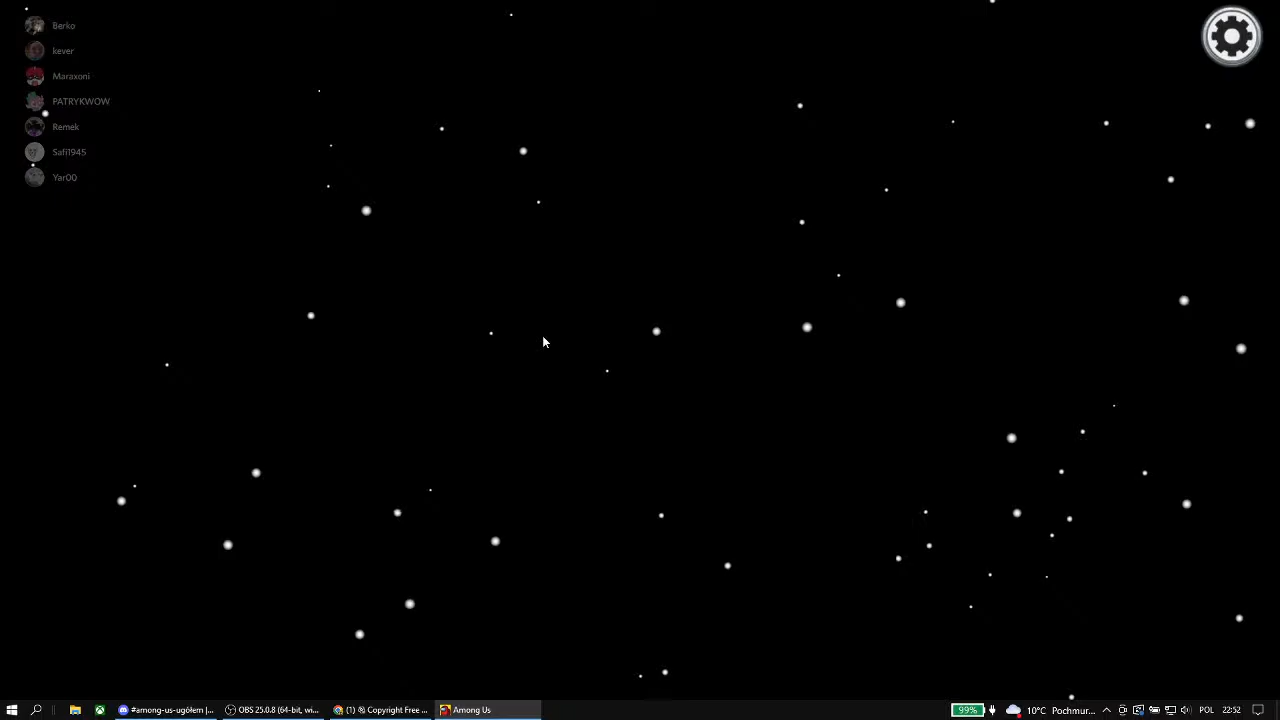 Berko
kever
Maraxoni
PATRYKWOW
Remek
Safi1945
Yar00
#among-us-ugółem |...
OBS 25.0.8 (64-bit, wi...
(1) ® Copyright Free ...
Among Us
99%
10°C Pochmur...
POL
22:52